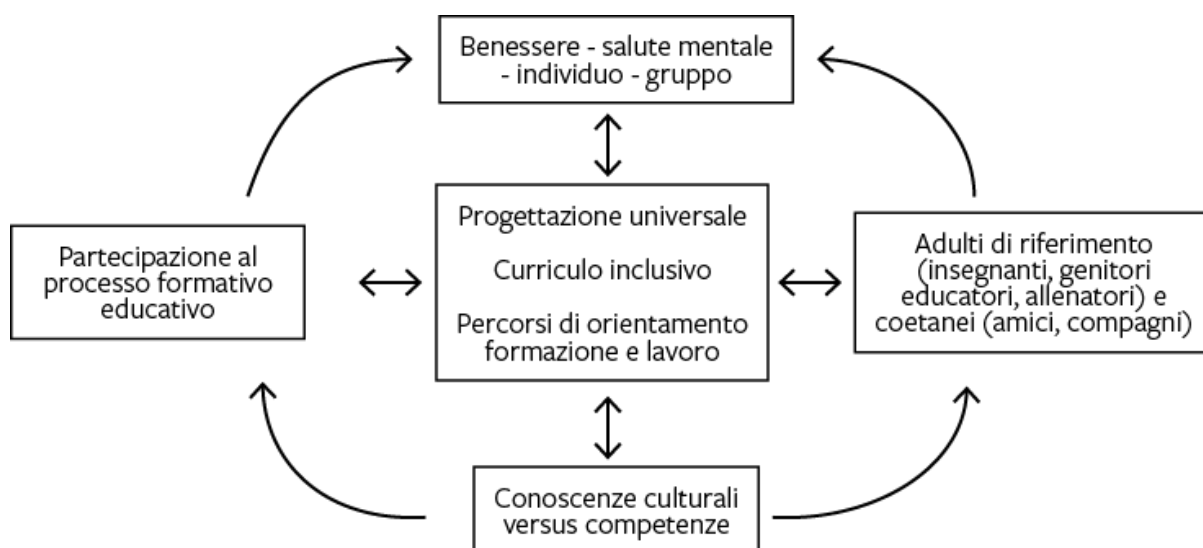 Benessere - salute mentale
- individuo - gruppo
Partecipazione al
processo formativo
educativo
Progettazione universale
Curriculo inclusivo
Percorsi di orientamento
formazione e lavoro
Adulti di riferimento
(insegnanti, genitori
educatori, allenatori) e
coetanei (amici, compagni)
Conoscenze culturali
versus competenze